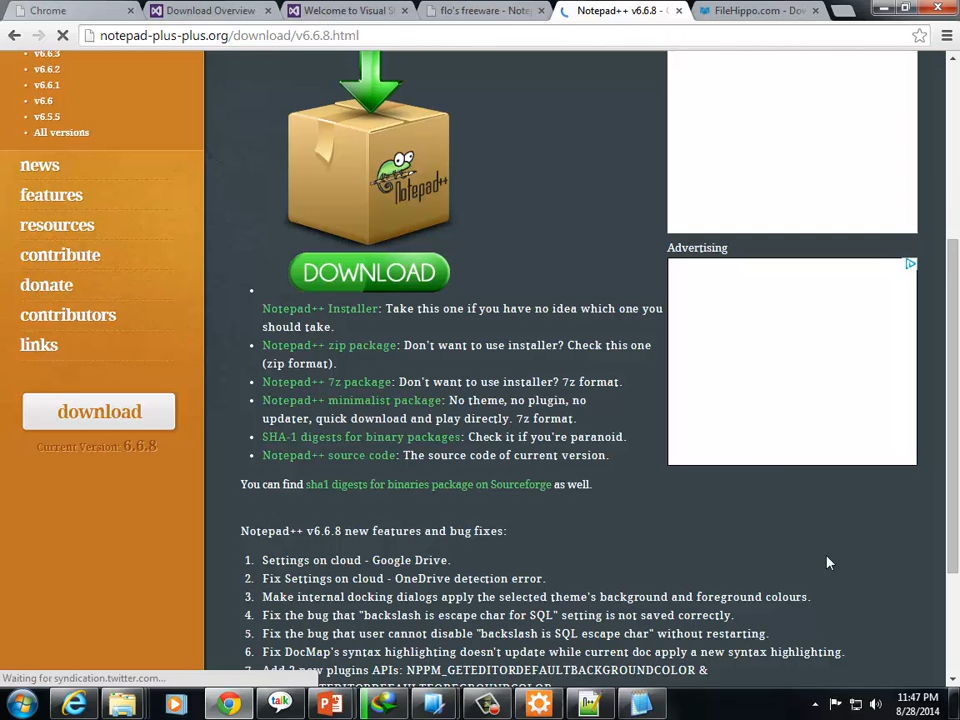 Chrome
Download Overview
Welcome to Visual St
flo's freeware - Note
Notepad++ v6.6.8 -
FileHippo.com - Dow
notepad-plus-plus.org/download/v6.6.8.html
v6.6.3
v6.6.2
v6.6.1
v6.6
v6.5.5
All versions
news
features
resources
contribute
donate
contributors
links
download
Current Version: 6.6.8
Notepad++
DOWNLOAD
Notepad++ Installer: Take this one if you have no idea which one you
should take.
Notepad++ zip package: Don't want to use installer? Check this one
(zip format).
Notepad++ 7z package: Don't want to use installer? 7z format.
Notepad++ minimalist package: No theme, no plugin, no
updater, quick download and play directly. 7z format.
SHA-1 digests for binary packages: Check it if you're paranoid.
Notepad++ source code: The source code of current version.
You can find sha1 digests for binaries package on Sourceforge as well.
Advertising
Notepad++ v6.6.8 new features and bug fixes:
1. Settings on cloud - Google Drive.
2. Fix Settings on cloud - OneDrive detection error.
3. Make internal docking dialogs apply the selected theme's background and foreground colours.
4. Fix the bug that "backslash is escape char for SQL" setting is not saved correctly.
5. Fix the bug that user cannot disable "backslash is SQL escape char" without restarting.
6. Fix DocMap's syntax highlighting doesn't update while current doc apply a new syntax highlighting.
7. Add 2 new plugins APIs: NPPM_GETEDITORDEFAULTBACKGROUNDCOLOR &
Waiting for syndication.twitter.com...
talk
11:47 PM
8/28/2014